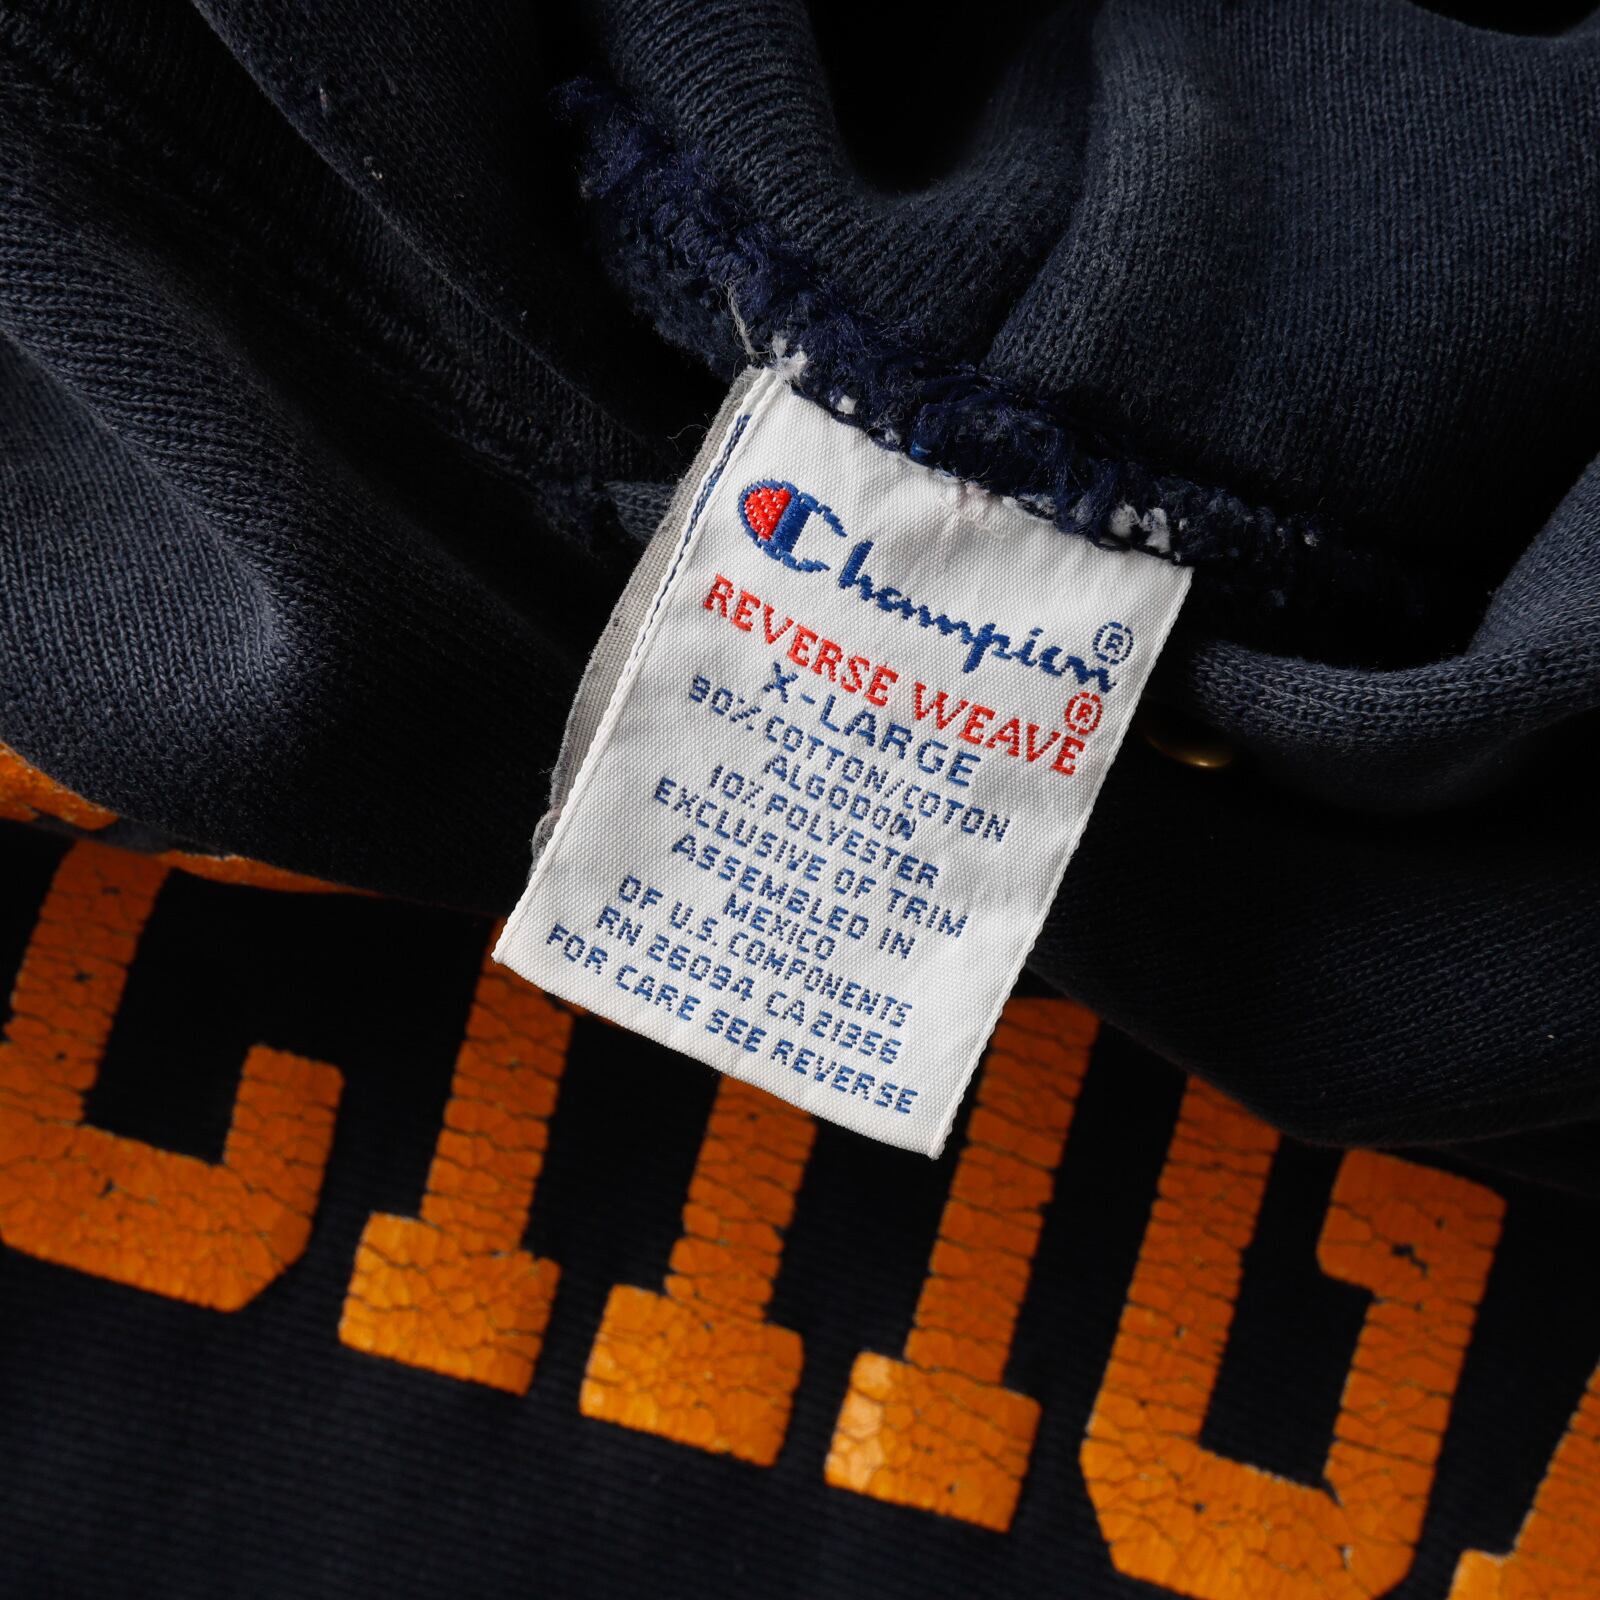 Champion®
REVERSE WEAVE®
X-LARGE
90% COTTON/COTON
ALGODON
10% POLYESTER
EXCLUSIVE OF TRIM
ASSEMBLED IN
MEXICO
OF U.S. COMPONENTS
RN 26094 CA 21956
FOR CARE SEE REVERSE